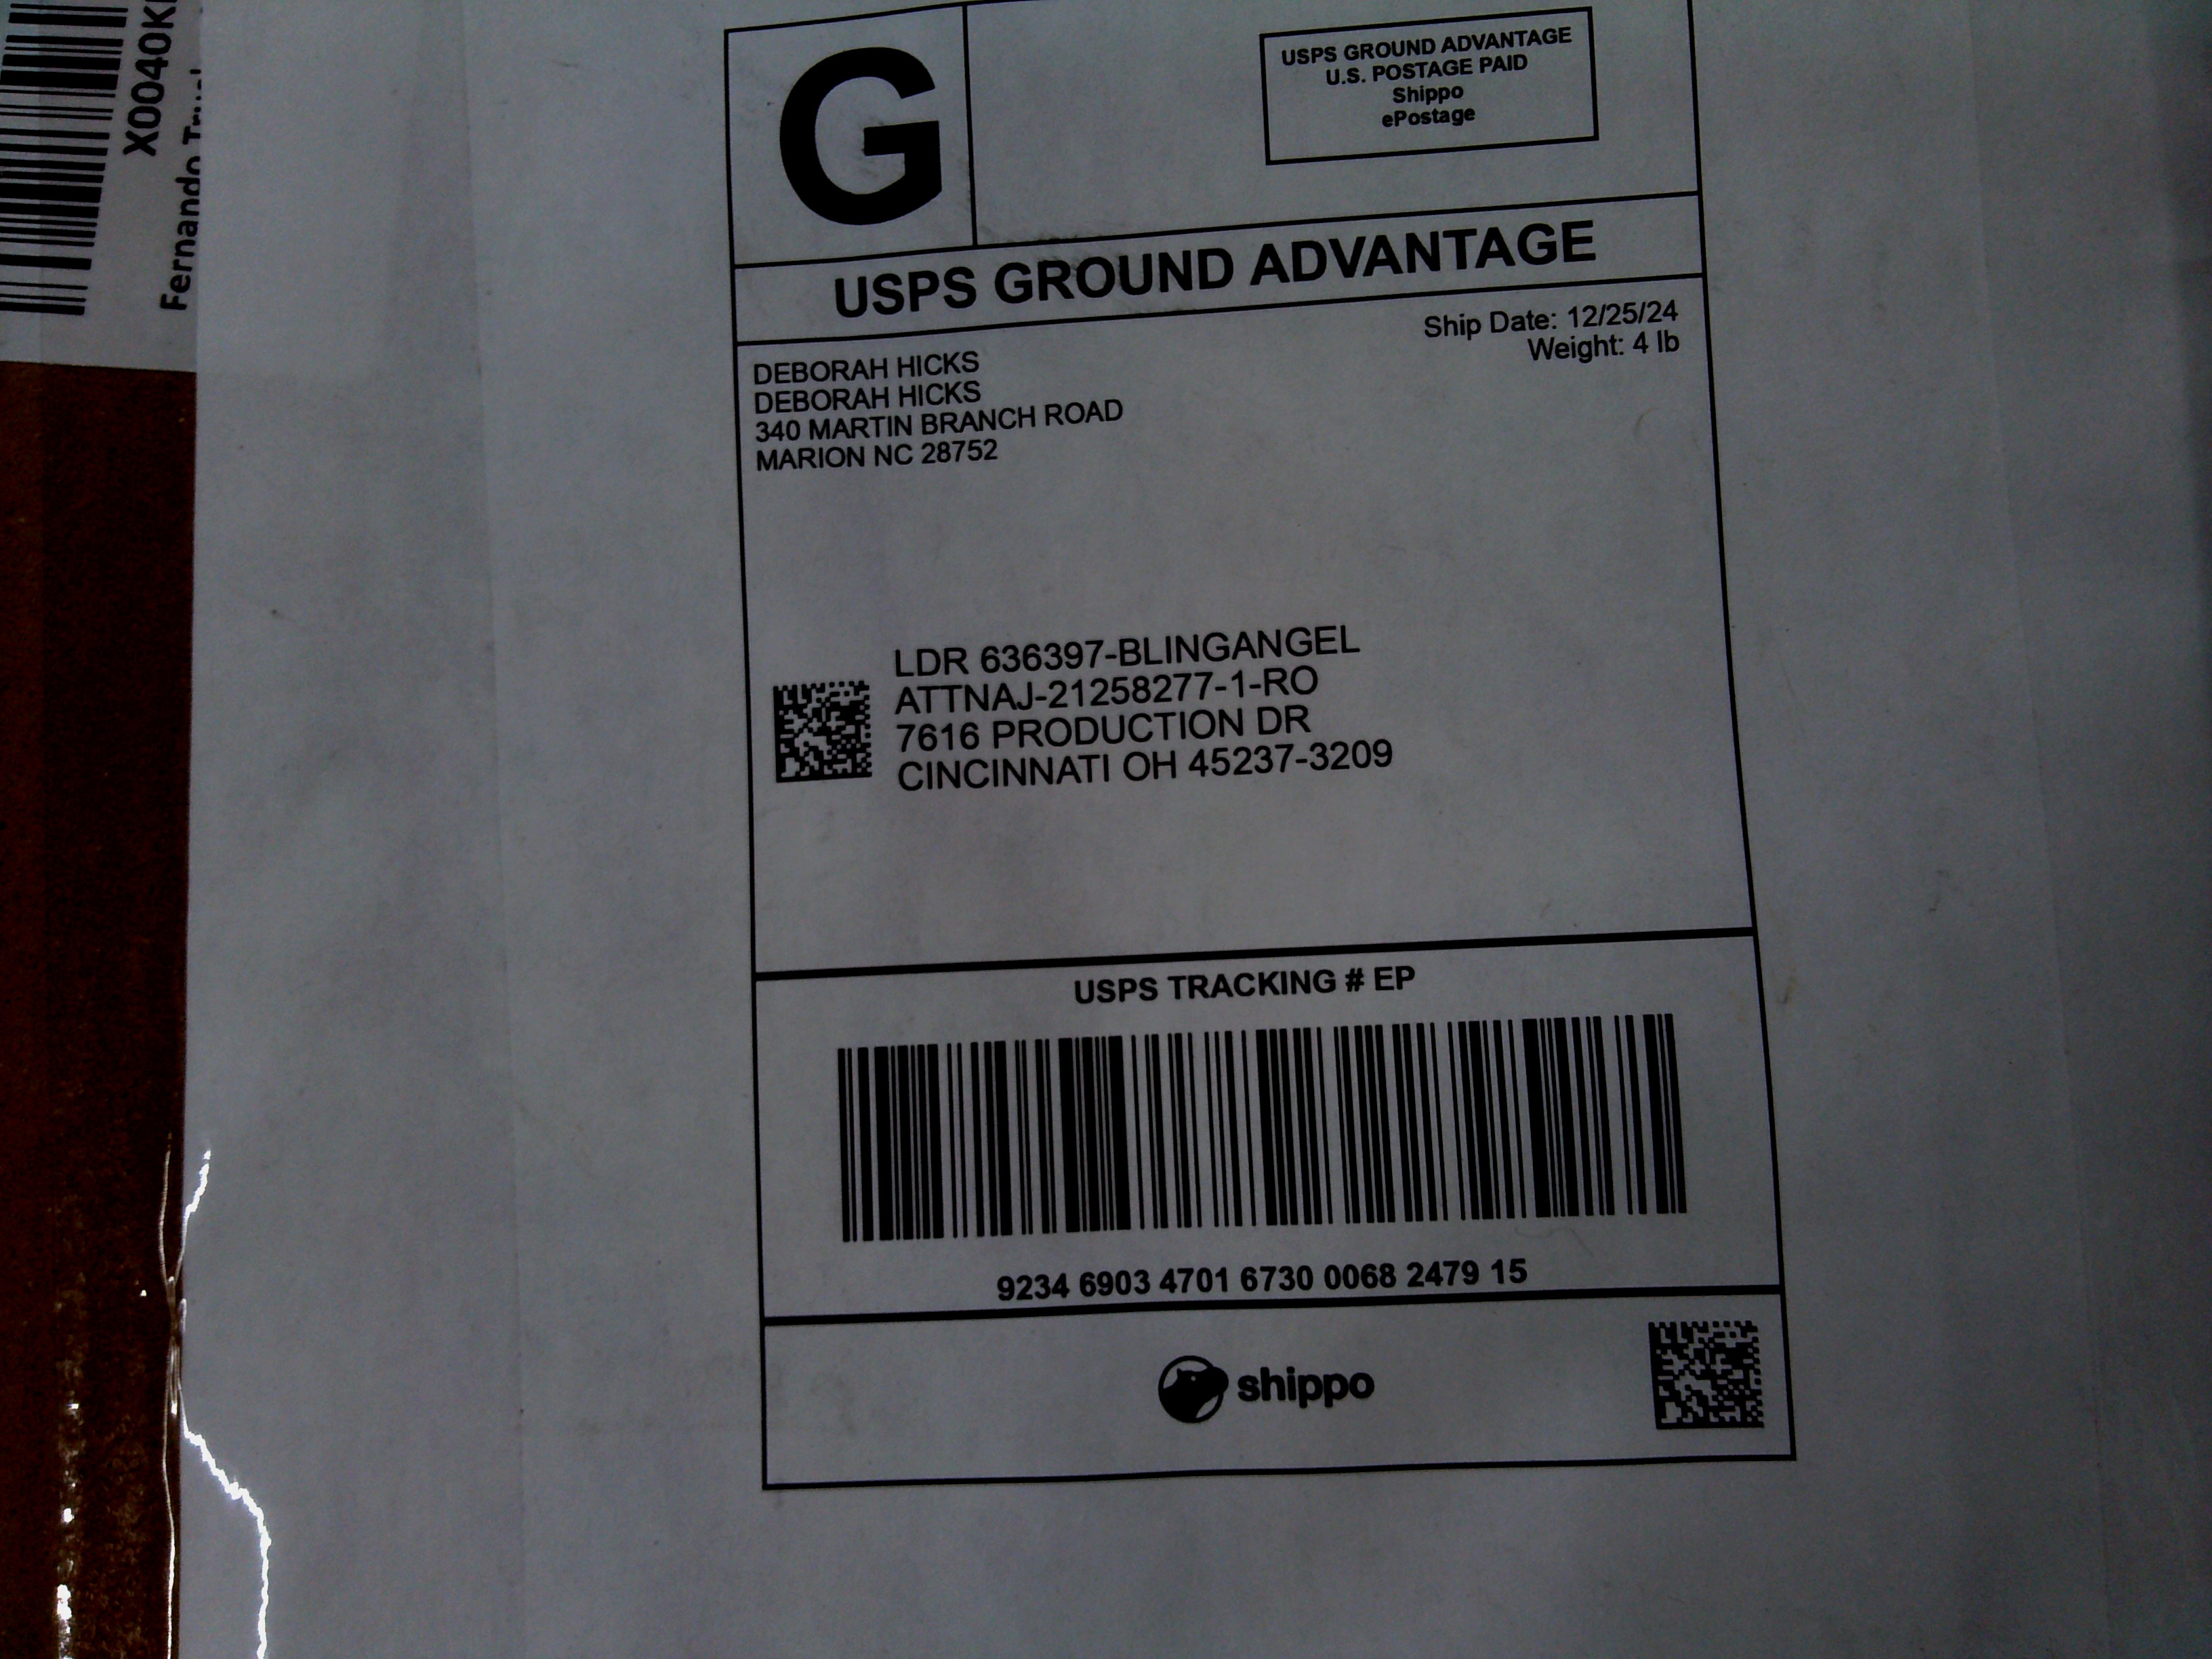 X0040K
Fernando
G
USPS GROUND ADVANTAGE
U.S. POSTAGE PAID
Shippo
ePostage
USPS GROUND ADVANTAGE
Ship Date: 12/25/24
Weight: 4 lb
DEBORAH HICKS
DEBORAH HICKS
340 MARTIN BRANCH ROAD
MARION NC 28752
LDR 636397-BLINGANGEL
ATTNAJ-21258277-1-RO
7616 PRODUCTION DR
CINCINNATI OH 45237-3209
USPS TRACKING # EP
9234 6903 4701 6730 0068 2479 15
shippo